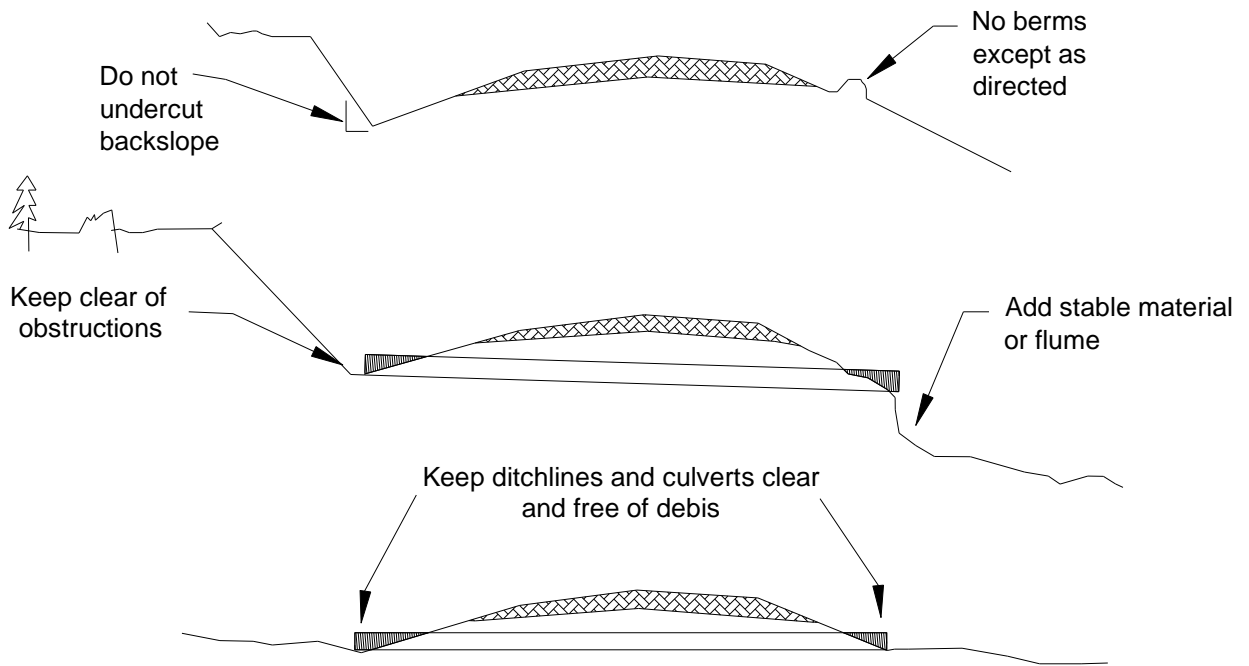 No berms
except as
directed
Do not
undercut
backslope
Keep clear of
obstructions
Add stable material
or flume
Keep ditchlines and culverts clear
and free of debis